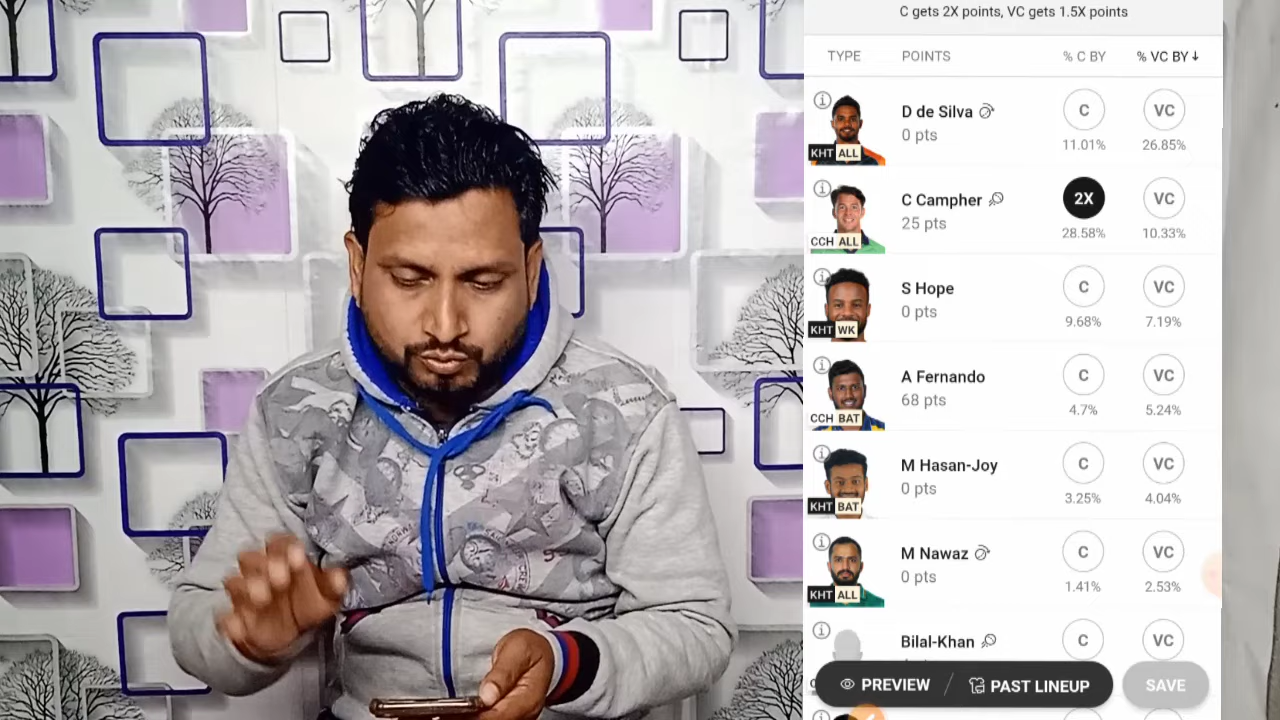 C gets 2X points, VC gets 1.5X points
TYPE POINTS % C BY % VC BY↓
D de Silva C VC
0 pts
KHT ALL 11.01% 26.85%
C Campher 2X VC
25 pts
CCH ALL 28.58% 10.33%
S Hope C VC
0 pts
KHT WK 9.68% 7.19%
A Fernando C VC
68 pts
CCH BAT 4.7% 5.24%
M Hasan-Joy C VC
0 pts
KHT BAT 3.25% 4.04%
M Nawaz C VC
0 pts
KHT ALL 1.41% 2.53%
Bilal-Khan C VC
PREVIEW / PAST LINEUP SAVE